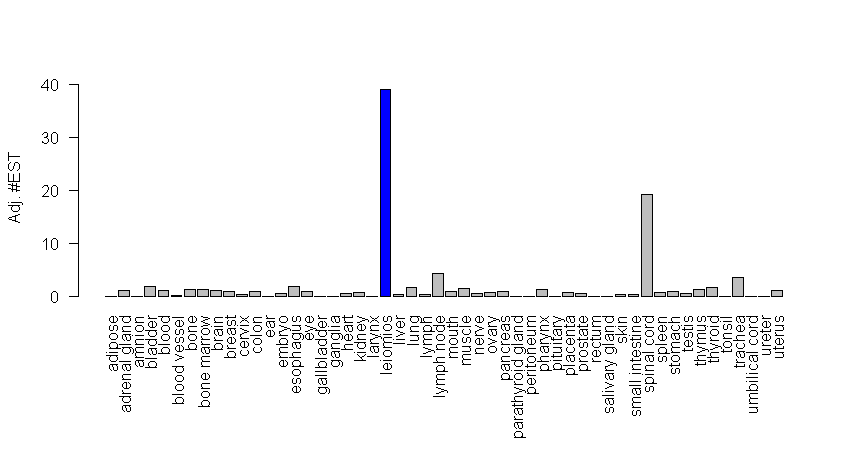 Adj. #EST
40
30
20
10
0
adipose
adrenal gland
amnion
bladder
blood
blood vessel
bone
bone marrow
brain
breast
cervix
colon
ear
embryo
esophagus
eye
gallbladder
ganglia
heart
kidney
larynx
leiomios
liver
lung
lymph
lymph node
mouth
muscle
nerve
ovary
pancreas
parathyroid gland
peritoneum
pharynx
pituitary
placenta
prostate
rectum
salivary gland
skin
small intestine
spinal cord
spleen
stomach
testis
thymus
thyroid
tonsil
trachea
umbilical cord
ureter
uterus